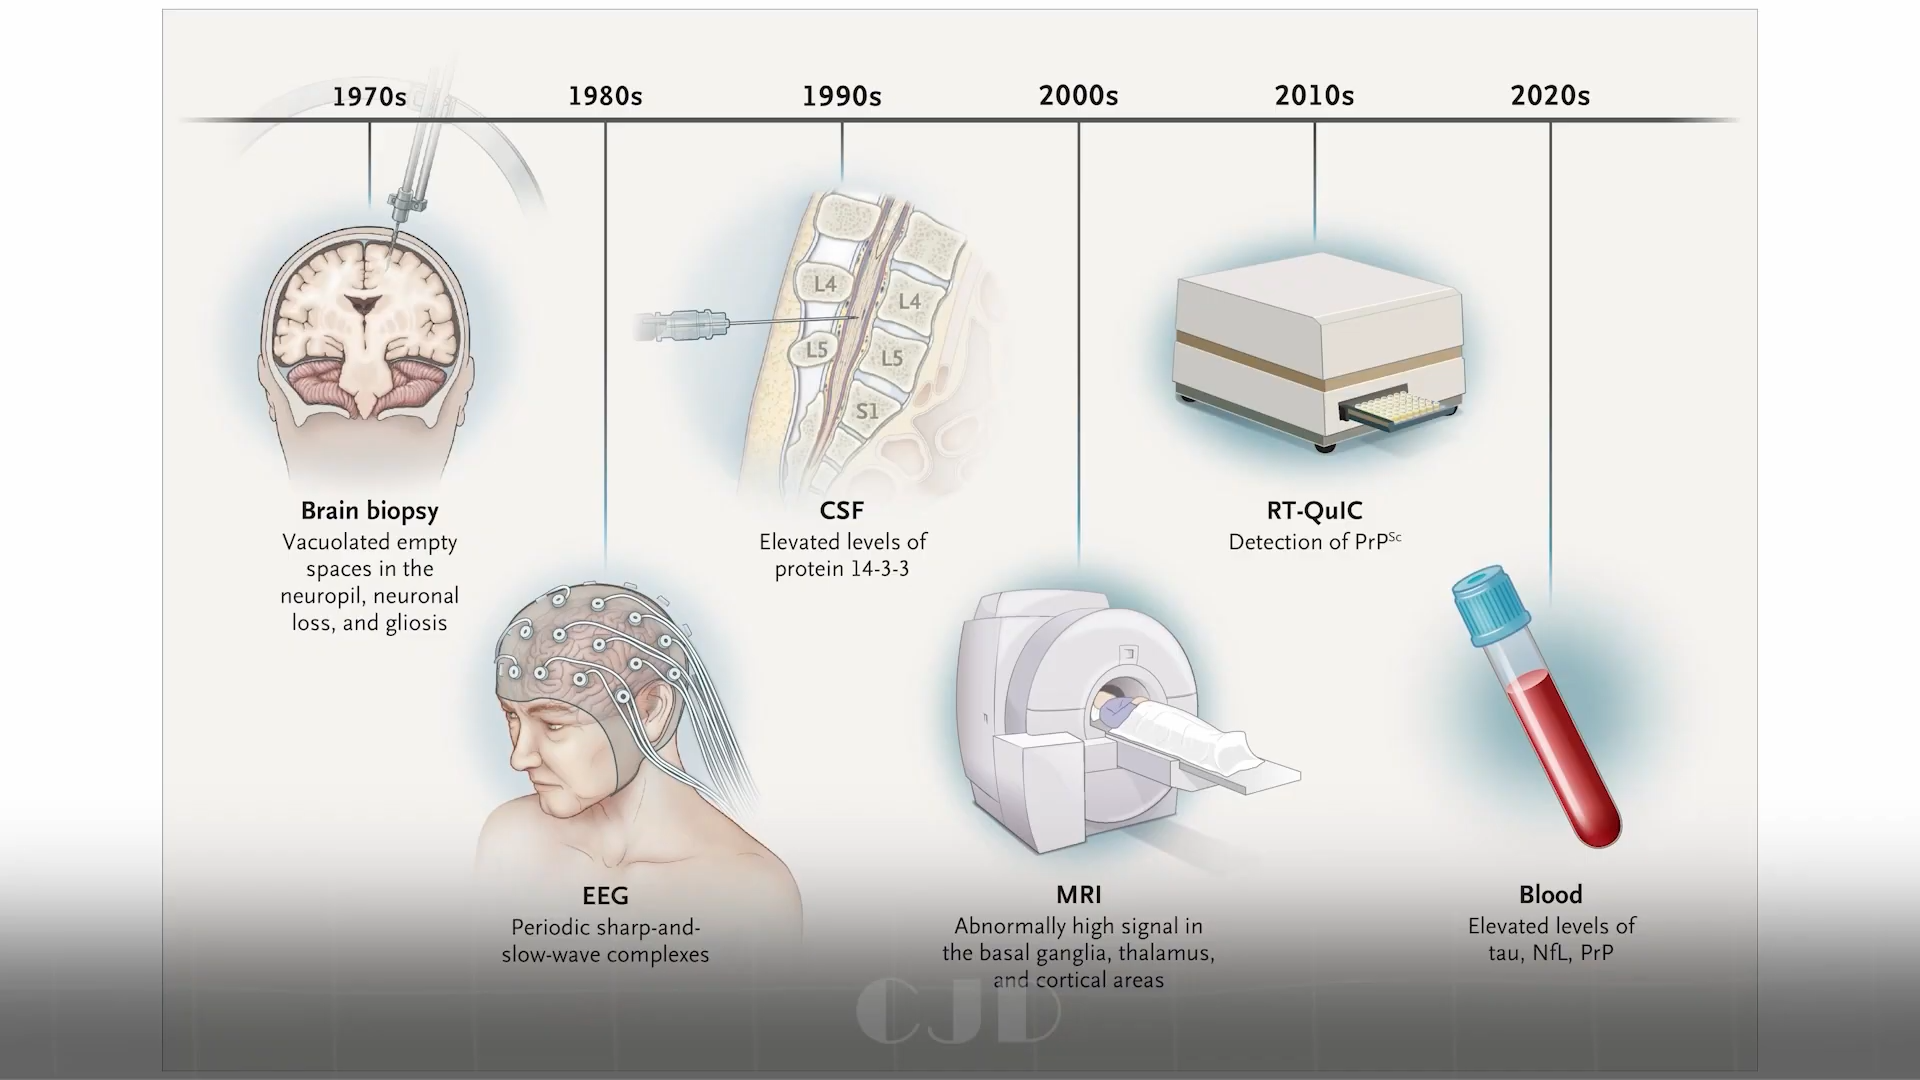 1970s
1980s
1990s
2000s
2010s
2020s
L4
L4
L5
L5
S1
Brain biopsy
Vacuolated empty
spaces in the
neuropil, neuronal
loss, and gliosis
CSF
Elevated levels of
protein 14-3-3
RT-QuIC
Detection of PrPSc
EEG
Periodic sharp-and-
slow-wave complexes
MRI
Abnormally high signal in
the basal ganglia, thalamus,
and cortical areas
Blood
Elevated levels of
tau, NfL, PrP
CJD